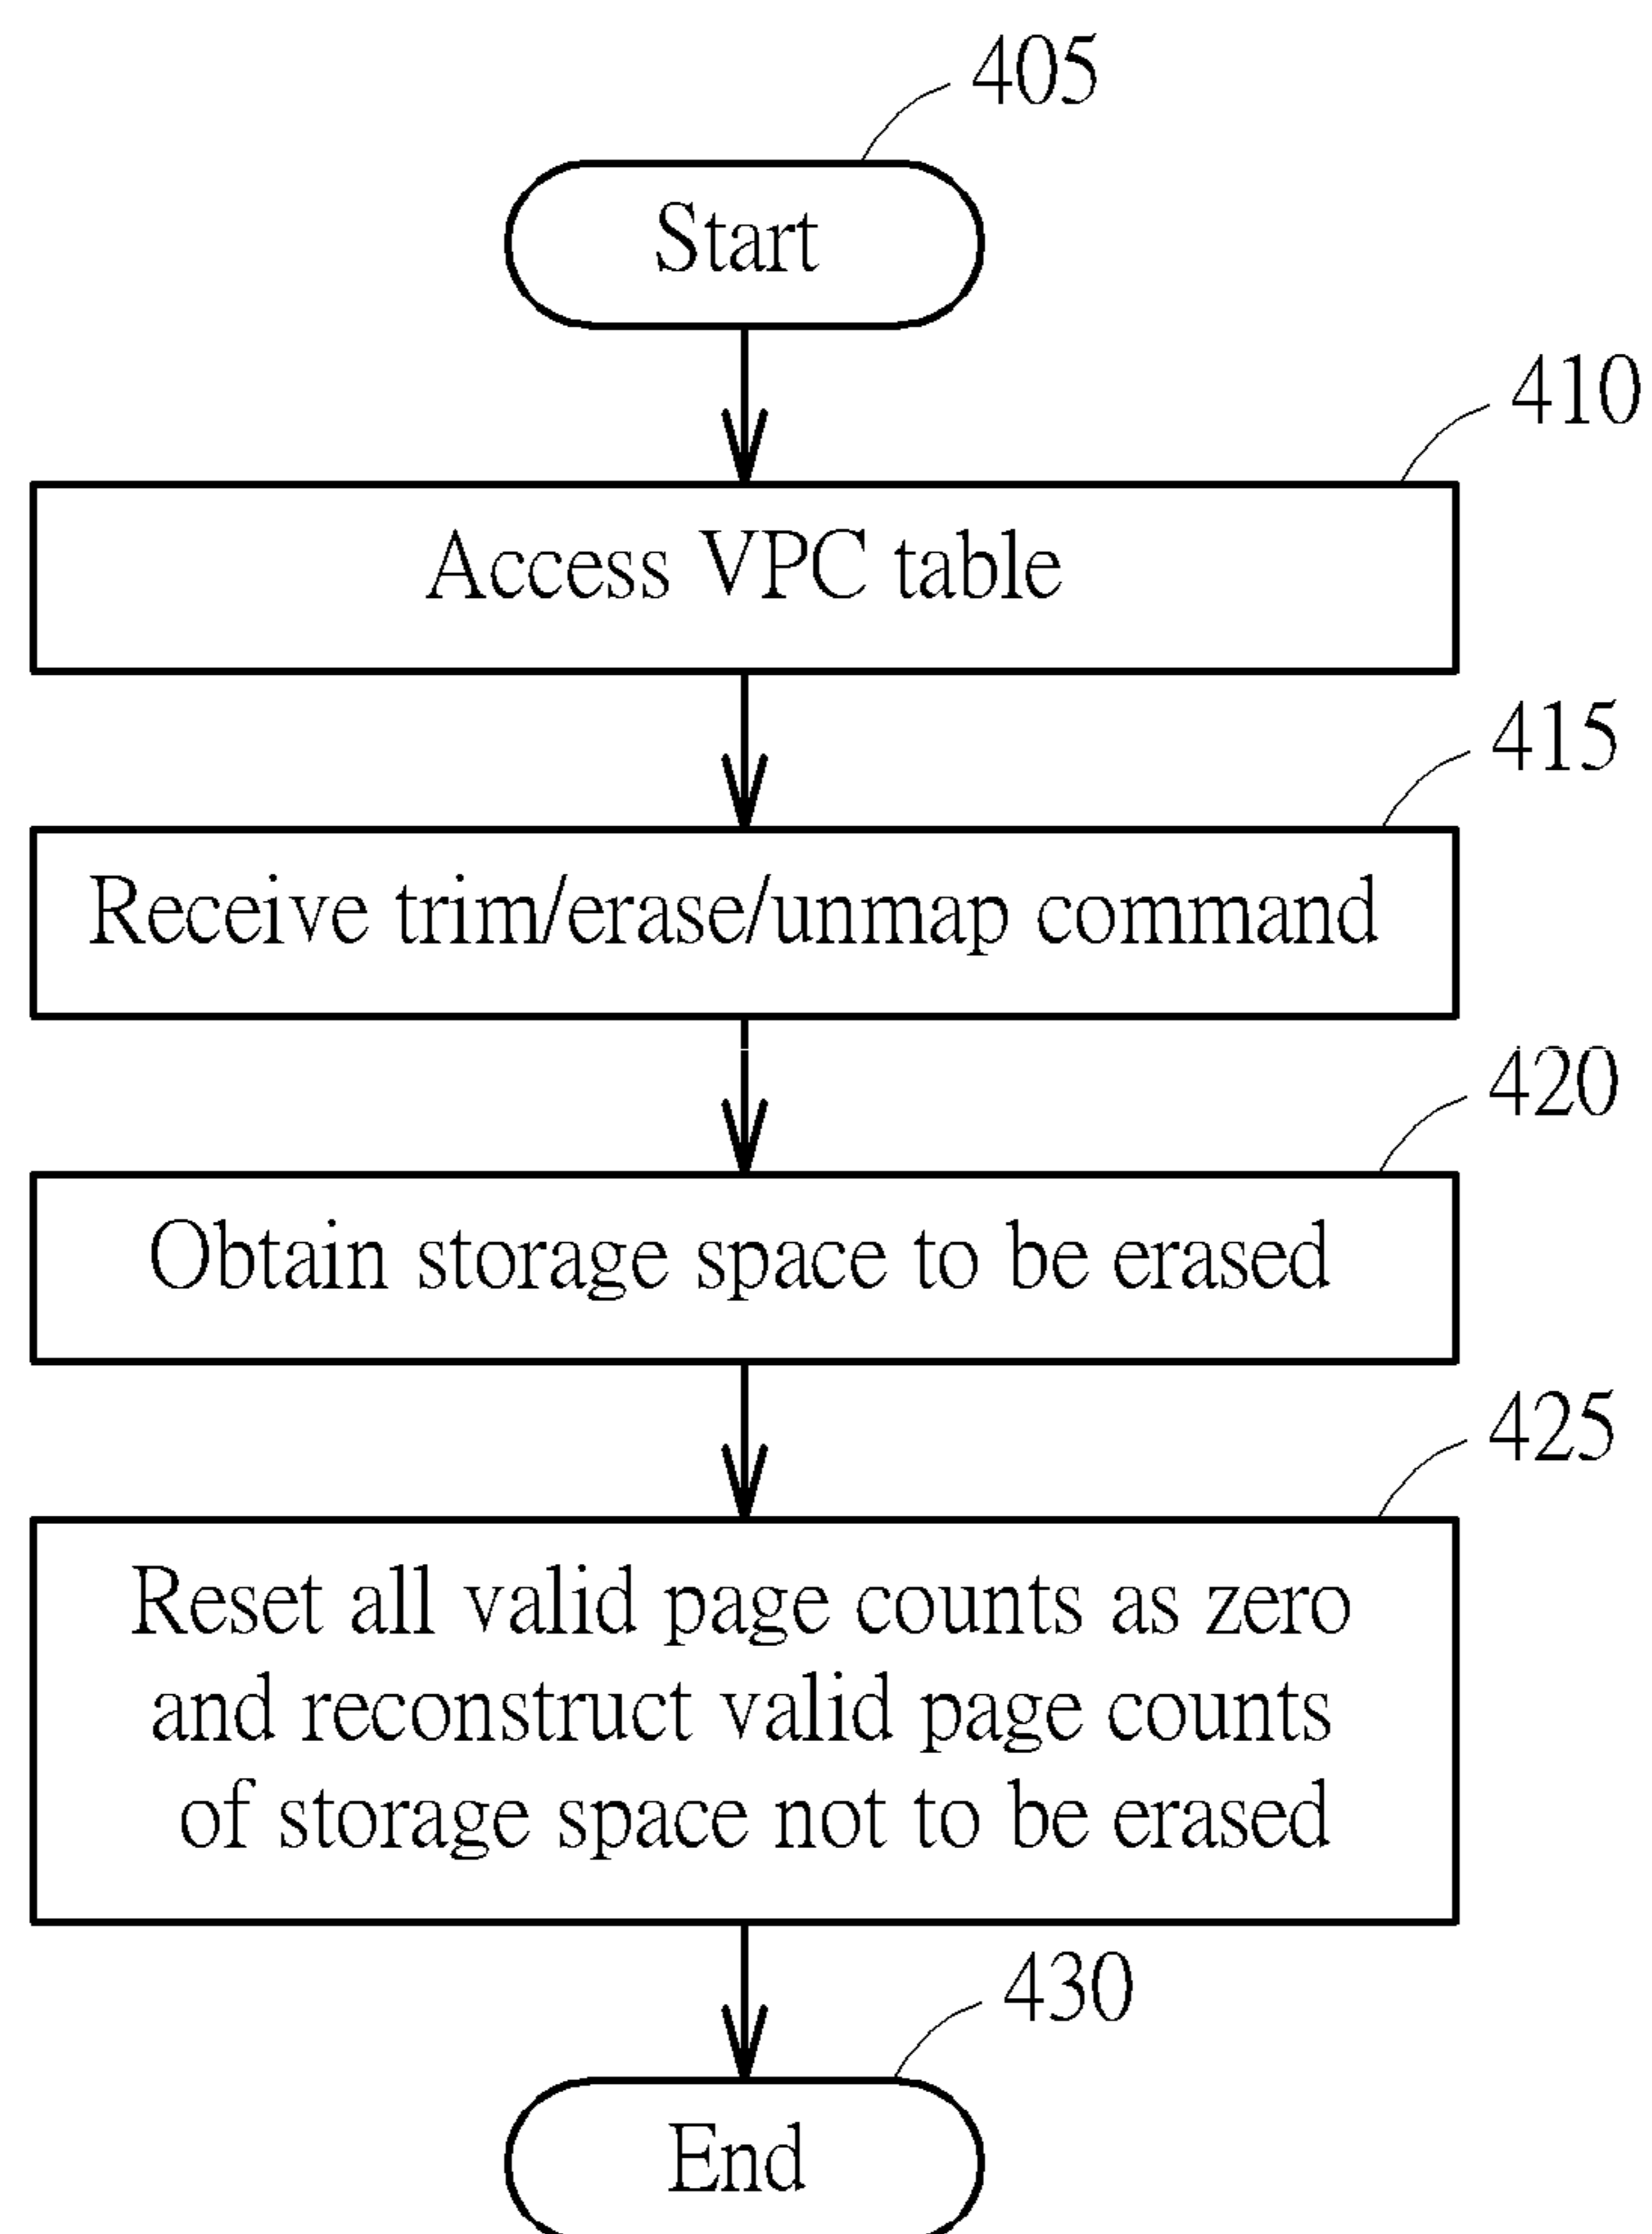 405
Start
410
Access VPC table
415
Receive trim/erase/unmap command
420
Obtain storage space to be erased
425
Reset all valid page counts as zero
and reconstruct valid page counts
of storage space not to be erased
430
End